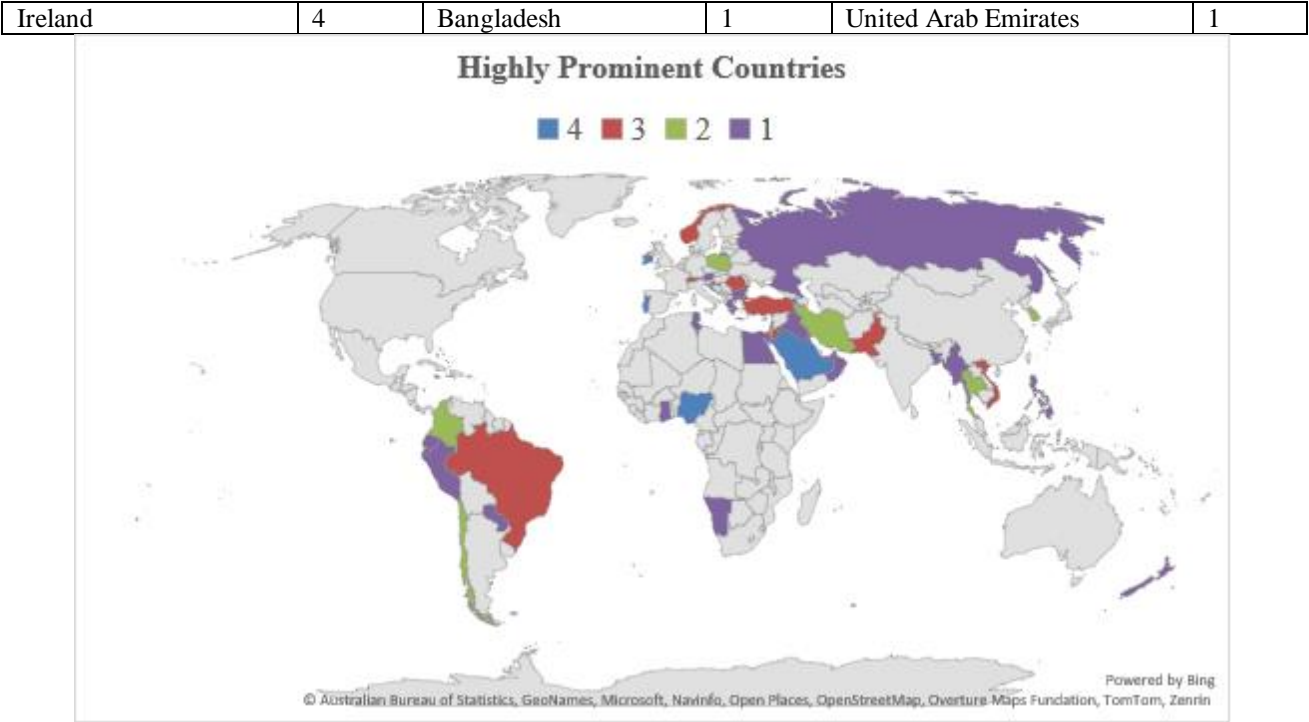 Ireland 4 Bangladesh 1 United Arab Emirates 1
Highly Prominent Countries
4 3 2 1
Powered by Bing
© Australian Bureau of Statistics, GeoNames, Microsoft, Navinfo, Open Places, OpenStreetMap, Overture Maps Fundation, TomTom, Zenrin